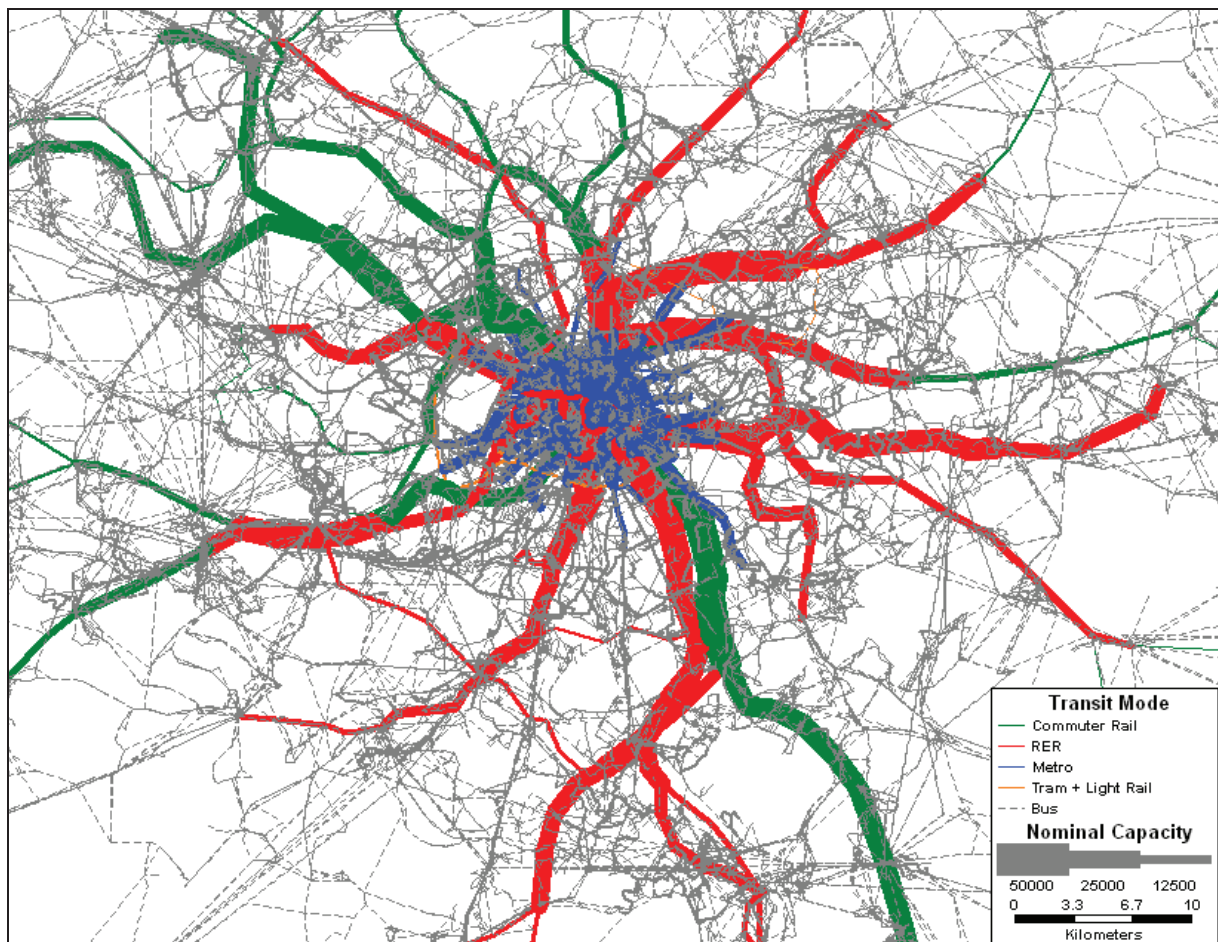 Transit Mode
Commuter Rail
RER
Metro
Tram + Light Rail
Bus
Nominal Capacity
50000 25000 12500
0 3.3 6.7 10
Kilometers